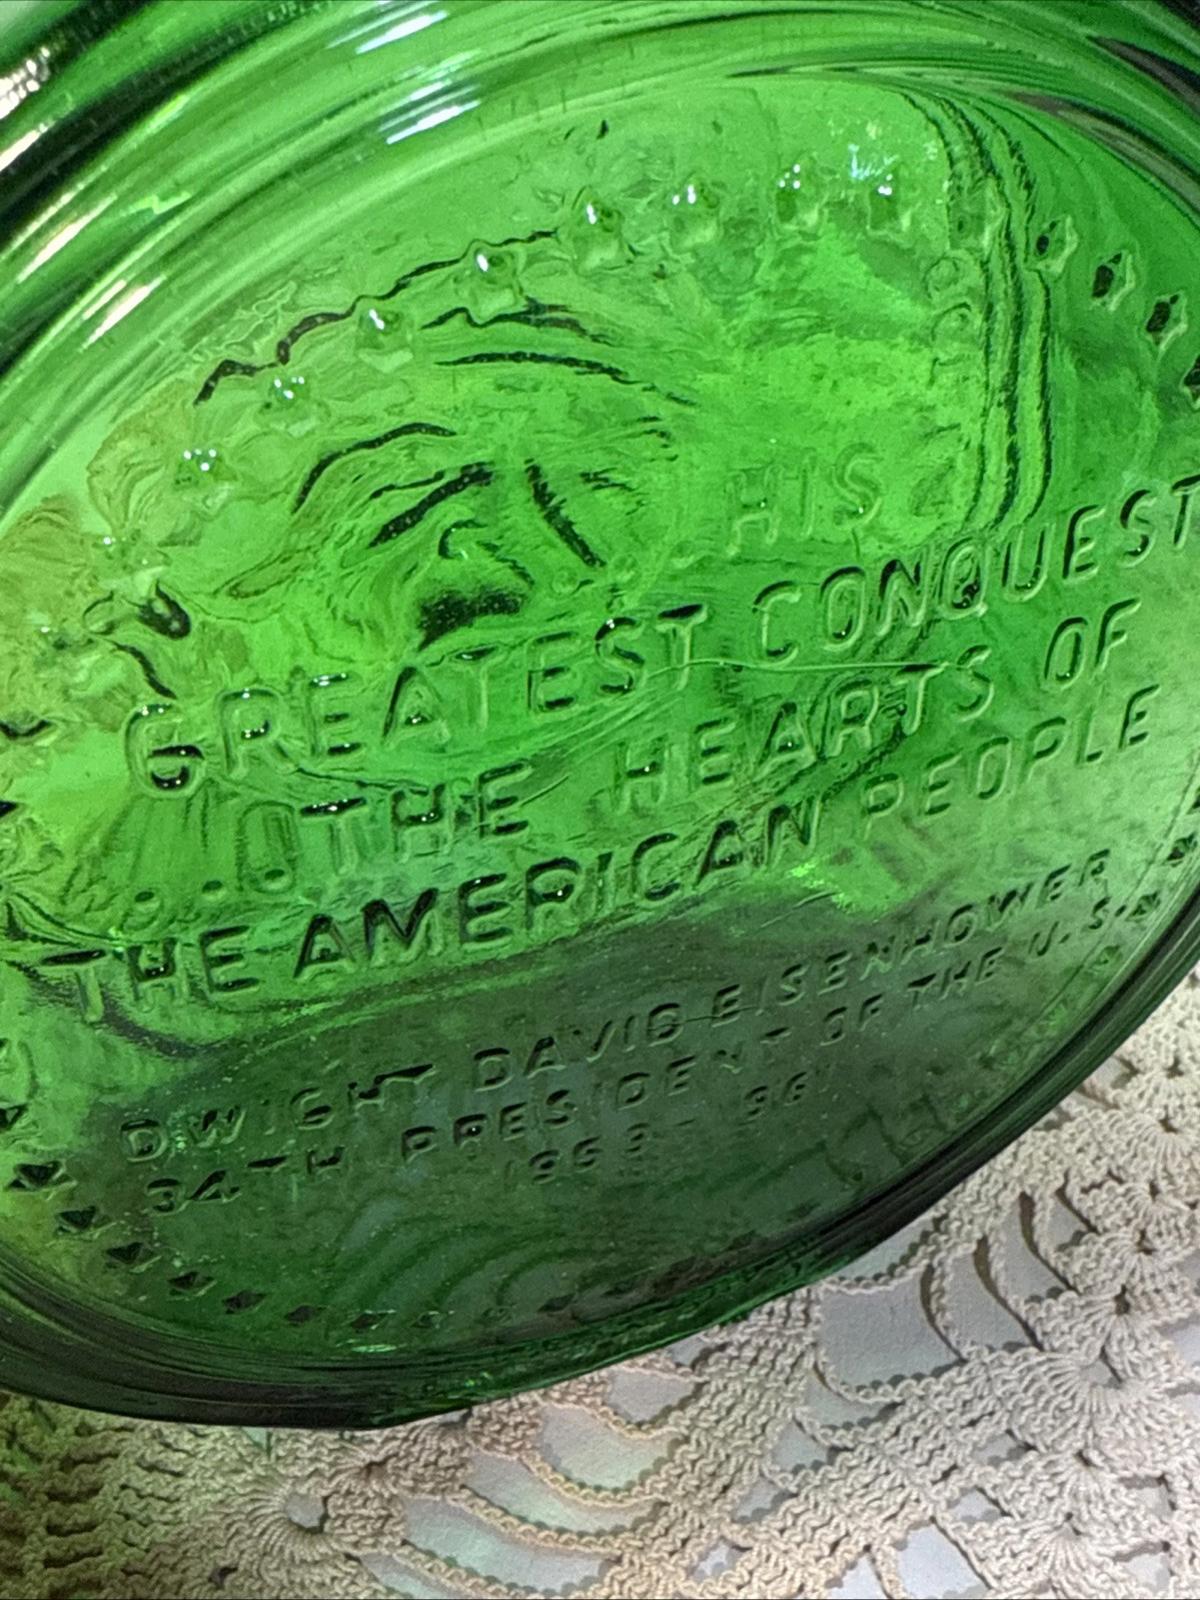 HIS
GREATEST CONQUEST
THE HEARTS OF
THE AMERICAN PEOPLE
DWIGHT DAVID EISENHOWER
34TH PRESIDENT OF THE U.S.